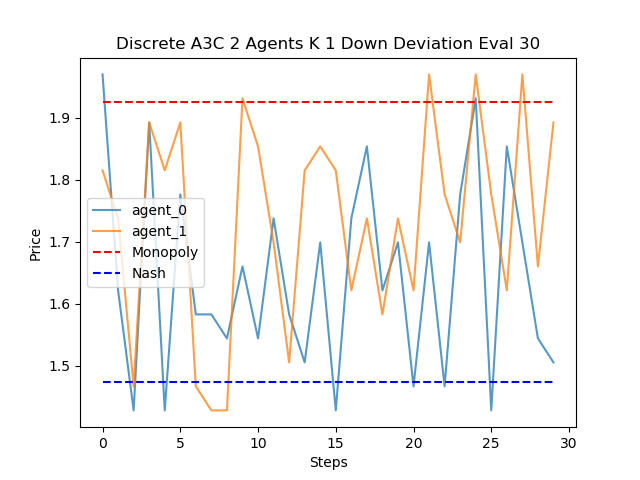 Discrete A3C 2 Agents K 1 Down Deviation Eval 30
Price
1.9
1.8
1.7
1.6
1.5
agent_0
agent_1
Monopoly
Nash
0 5 10 15 20 25 30
Steps